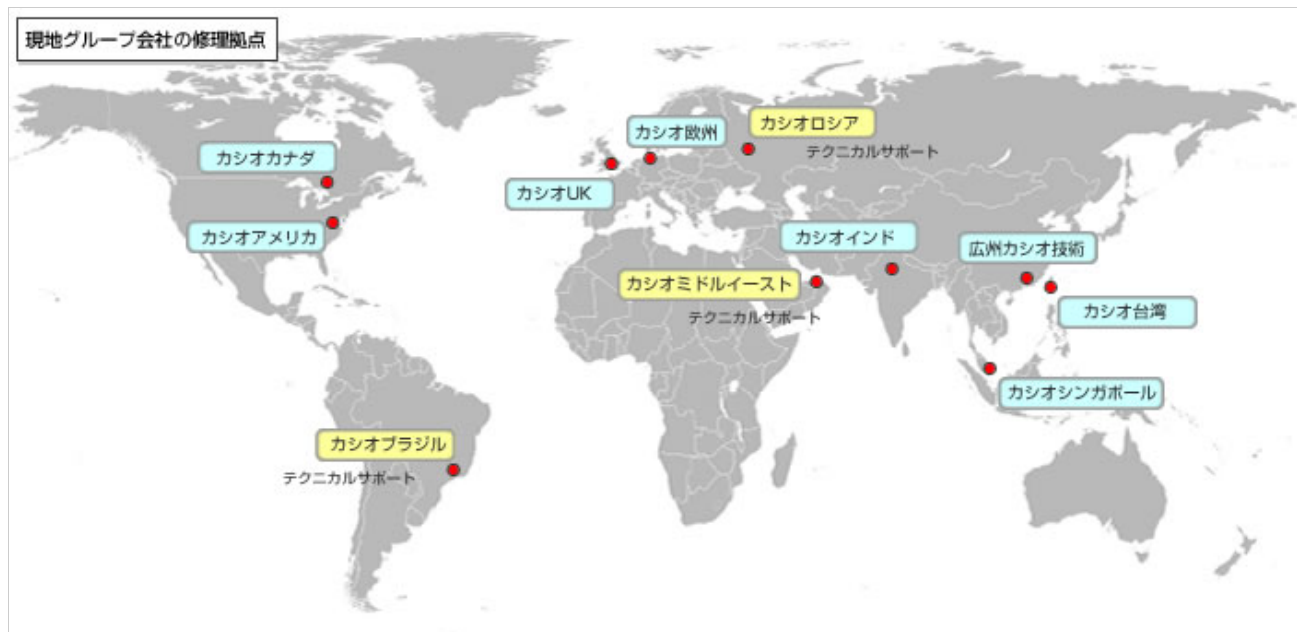 現地グループ会社の修理拠点
カシオカナダ
カシオアメリカ
カシオ欧州
カシオロシア
テクニカルサポート
カシオUK
カシオインド
広州カシオ技術
カシオミドルイースト
テクニカルサポート
カシオ台湾
カシオシンガポール
カシオブラジル
テクニカルサポート